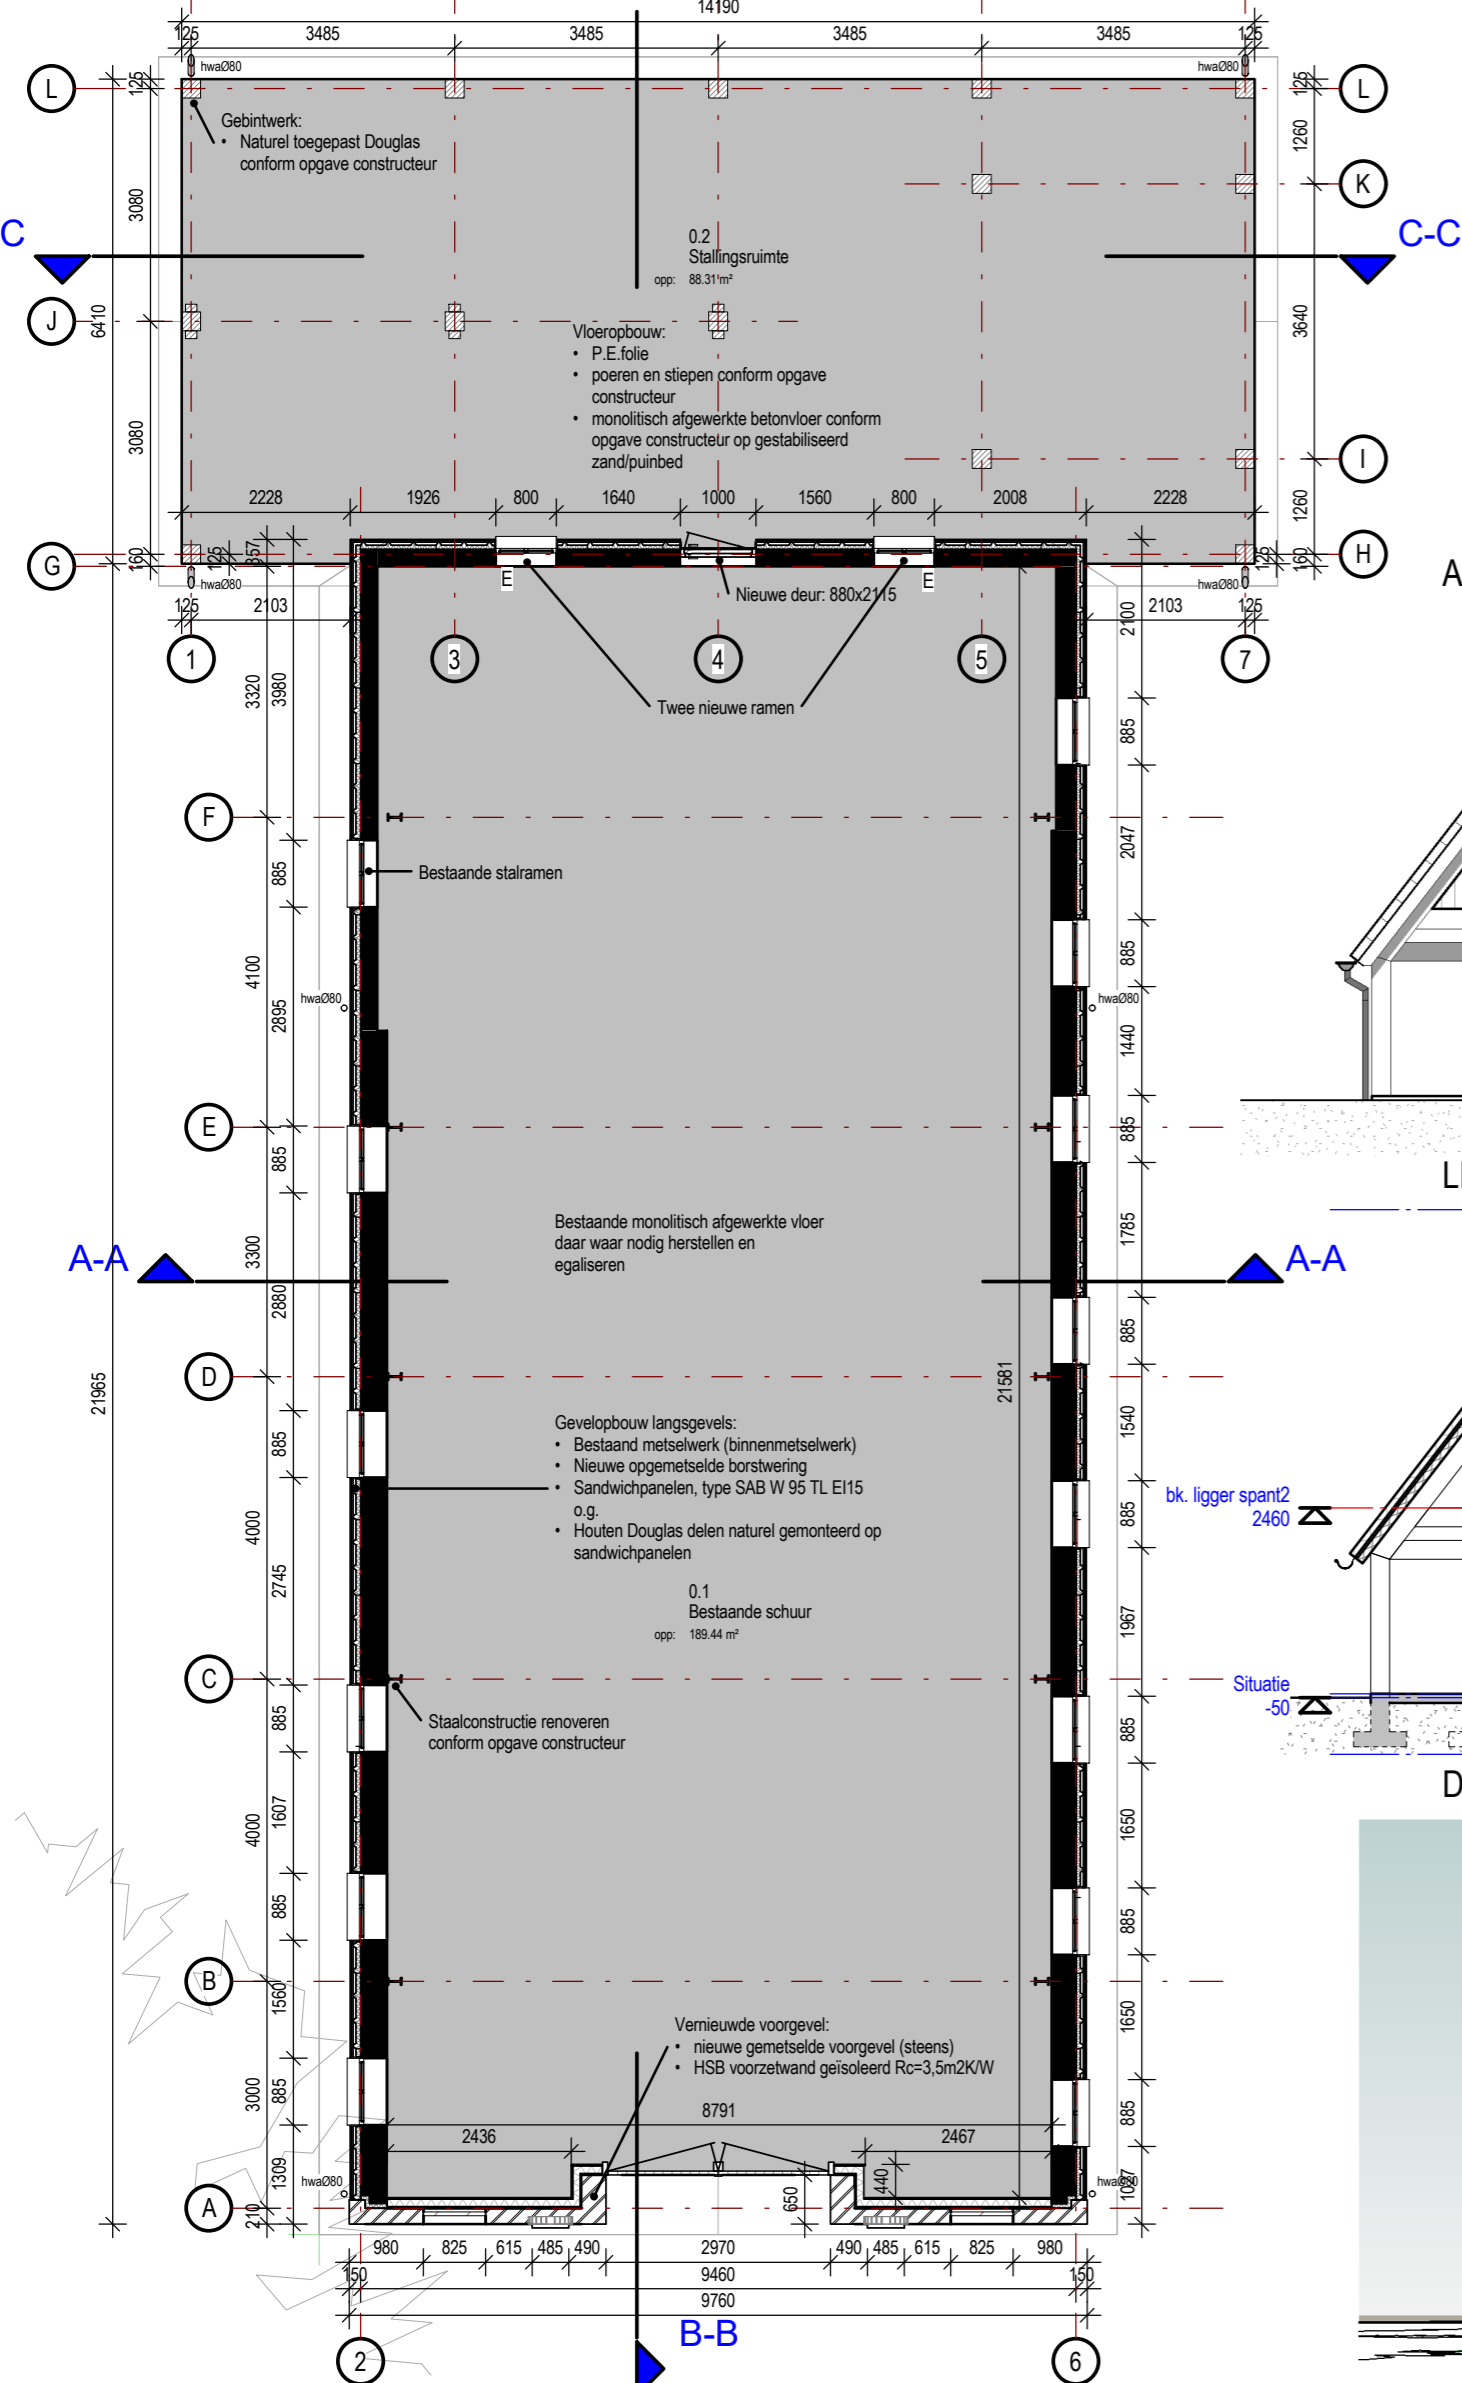 14190
125 3485 3485 3485 3485 125
hwaØ80 hwaØ80
L L
125 125
Gebintwerk:
• Naturel toegepast Douglas
conform opgave constructeur
1260
K
3080
C C-C
0.2
Stallingsruimte
opp: 88.31 m²
J
6410
3640
Vloeropbouw:
• P.E.folie
• poeren en stiepen conform opgave
constructeur
• monolitisch afgewerkte betonvloer conform
opgave constructeur op gestabiliseerd
zand/puinbed
3080
I
2228 1926 800 1640 1000 1560 800 2008 2228
1260
G H
160 125 357 125 160
hwaØ80 hwaØ80
E E
Nieuwe deur: 880x2115
A
125 2103 2103 125
2100
1 3 4 5 7
3320 3980
Twee nieuwe ramen
885
F
2047
885
Bestaande stalramen
885
4100
2895
hwaØ80 hwaØ80
1440
E
885
885
LI
Bestaande monolitisch afgewerkte vloer
daar waar nodig herstellen en
egaliseren
1785
3300
A-A A-A
2880
885
D
21965
21581
1540
Gevelopbouw langsgevels:
• Bestaand metselwerk (binnenmetselwerk)
• Nieuwe opgemetselde borstwering
• Sandwichpanelen, type SAB W 95 TL EI15
o.g.
• Houten Douglas delen naturel gemonteerd op
sandwichpanelen
885
885
bk. ligger spant2
2460
4000
2745
0.1
Bestaande schuur
opp: 189.44 m²
1967
C
Situatie
-50
Staalconstructie renoveren
conform opgave constructeur
885
885
D
4000
1607
1650
885
885
B
1560
1650
Vernieuwde voorgevel:
• nieuwe gemetselde voorgevel (steens)
• HSB voorzetwand geïsoleerd Rc=3,5m2K/W
3000
885
885
8791
2436 2467
1309
hwaØ80 hwaØ80
440
650
1087
A
210
980 825 615 485 490 2970 490 485 615 825 980
150 9460 150
9760
B-B
2 6